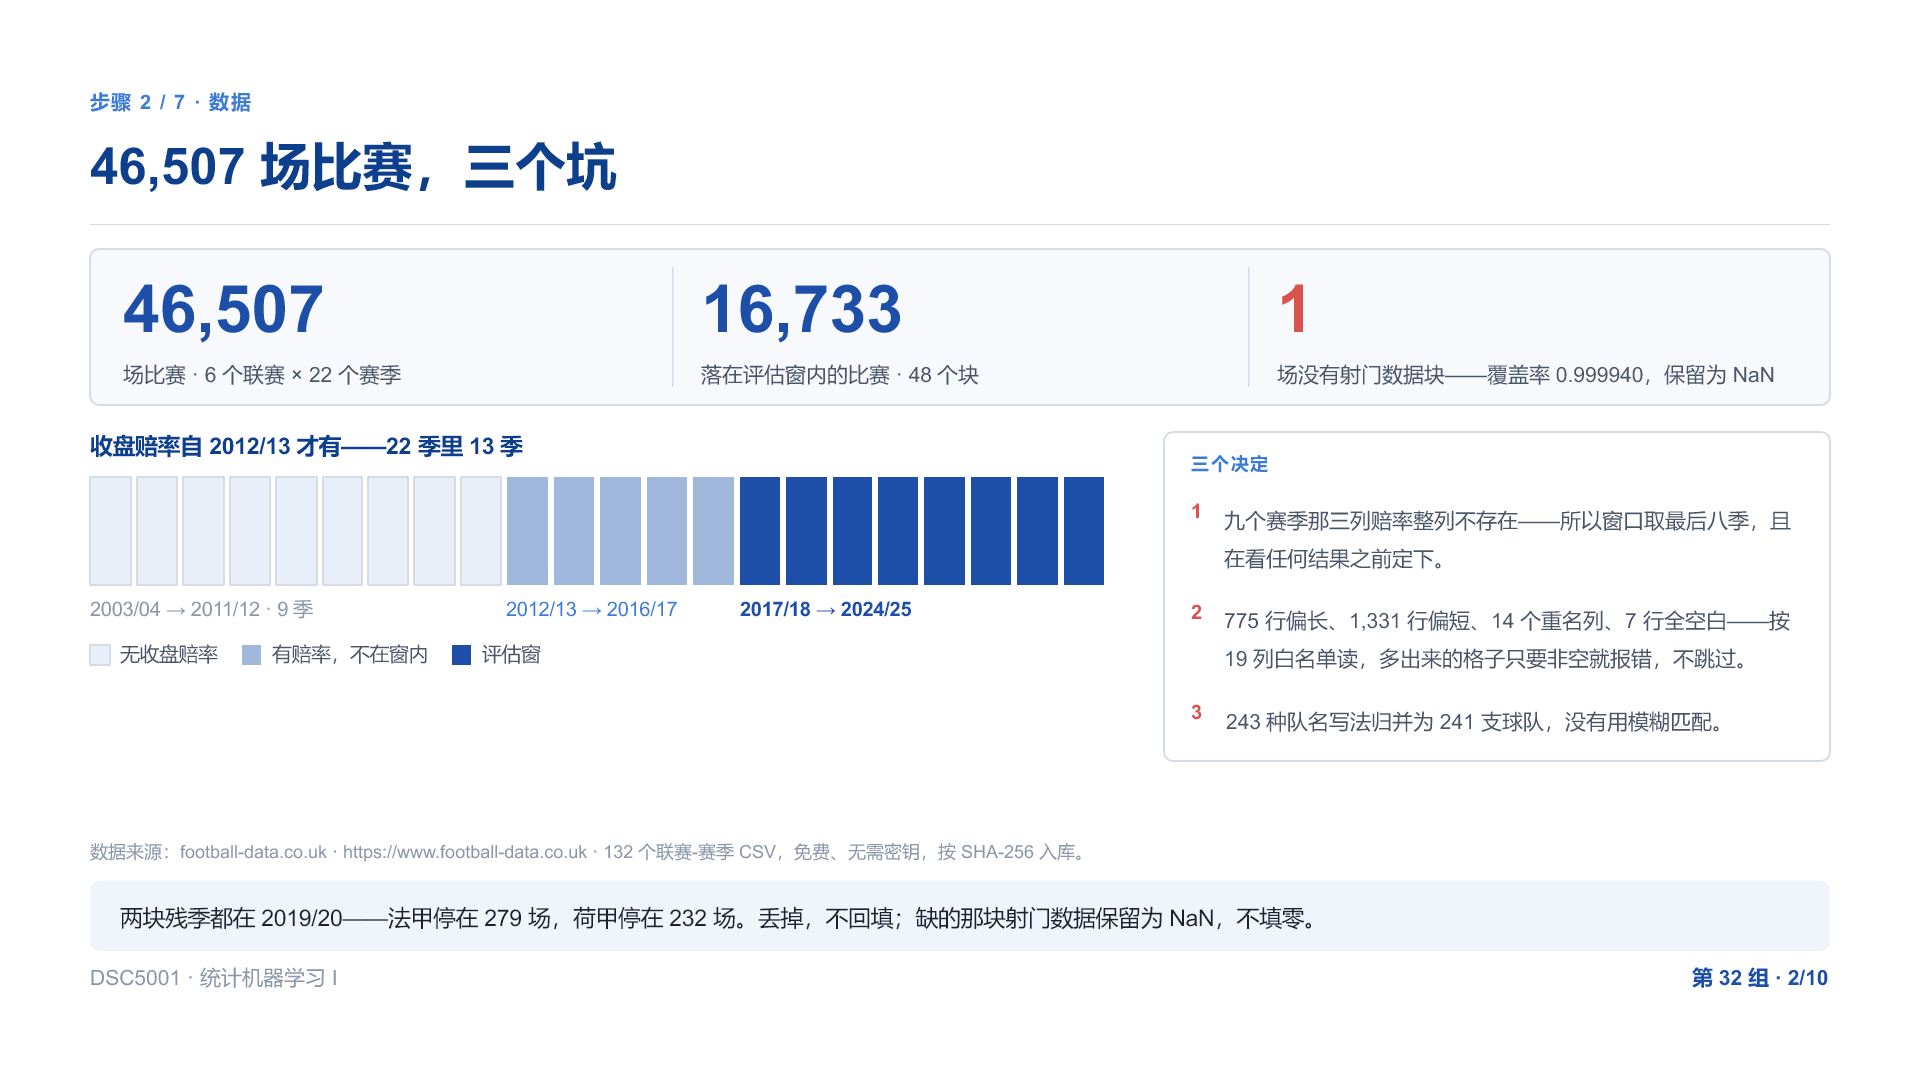 步骤 2 / 7 · 数据
46,507 场比赛，三个坑
46,507
场比赛 · 6 个联赛 × 22 个赛季
16,733
落在评估窗内的比赛 · 48 个块
1
场没有射门数据块——覆盖率 0.999940，保留为 NaN
收盘赔率自 2012/13 才有——22 季里 13 季
2003/04 → 2011/12 · 9 季
2012/13 → 2016/17
2017/18 → 2024/25
无收盘赔率
有赔率，不在窗内
评估窗
三个决定
1
九个赛季那三列赔率整列不存在——所以窗口取最后八季，且
在看任何结果之前定下。
2
775 行偏长、1,331 行偏短、14 个重名列、7 行全空白——按
19 列白名单读，多出来的格子只要非空就报错，不跳过。
3
243 种队名写法归并为 241 支球队，没有用模糊匹配。
数据来源：football-data.co.uk · https://www.football-data.co.uk · 132 个联赛-赛季 CSV，免费、无需密钥，按 SHA-256 入库。
两块残季都在 2019/20——法甲停在 279 场，荷甲停在 232 场。丢掉，不回填；缺的那块射门数据保留为 NaN，不填零。
DSC5001 · 统计机器学习 I
第 32 组 · 2/10